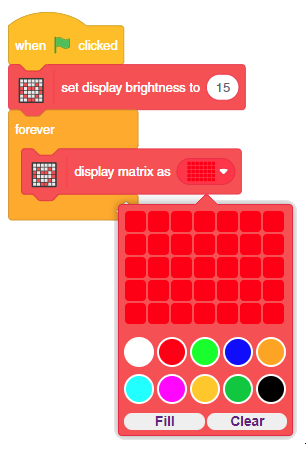 when clicked
set display brightness to 15
forever
display matrix as
Fill Clear